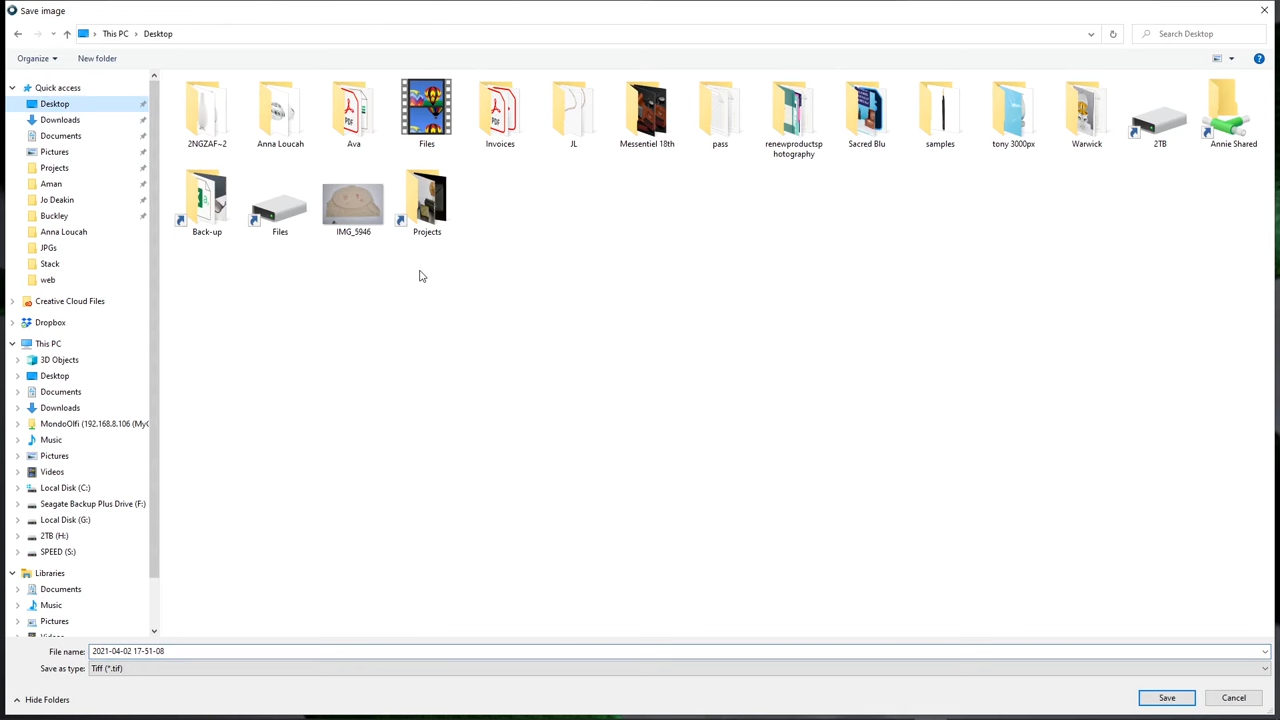 Save image
This PC
Desktop
Search Desktop
Organize
New folder
Quick access
Desktop
Downloads
Documents
Pictures
Projects
Aman
Jo Deakin
Buckley
Anna Loucah
JPGs
Stack
web
Creative Cloud Files
Dropbox
This PC
3D Objects
Desktop
Documents
Downloads
MondoOlfi (192.168.8.106 (MyC
Music
Pictures
Videos
Local Disk (C:)
Seagate Backup Plus Drive (F:)
Local Disk (G:)
2TB (H:)
SPEED (S:)
Libraries
Documents
Music
Pictures
Videos
2NGZAF~2
Anna Loucah
Ava
Files
Invoices
JL
Messentiel 18th
pass
renewproductsp
hotography
Sacred Blu
samples
tony 3000px
Warwick
2TB
Annie Shared
Back-up
Files
IMG_5946
Projects
File name:
2021-04-02 17-51-08
Save as type:
Tiff (*.tif)
Hide Folders
Save
Cancel